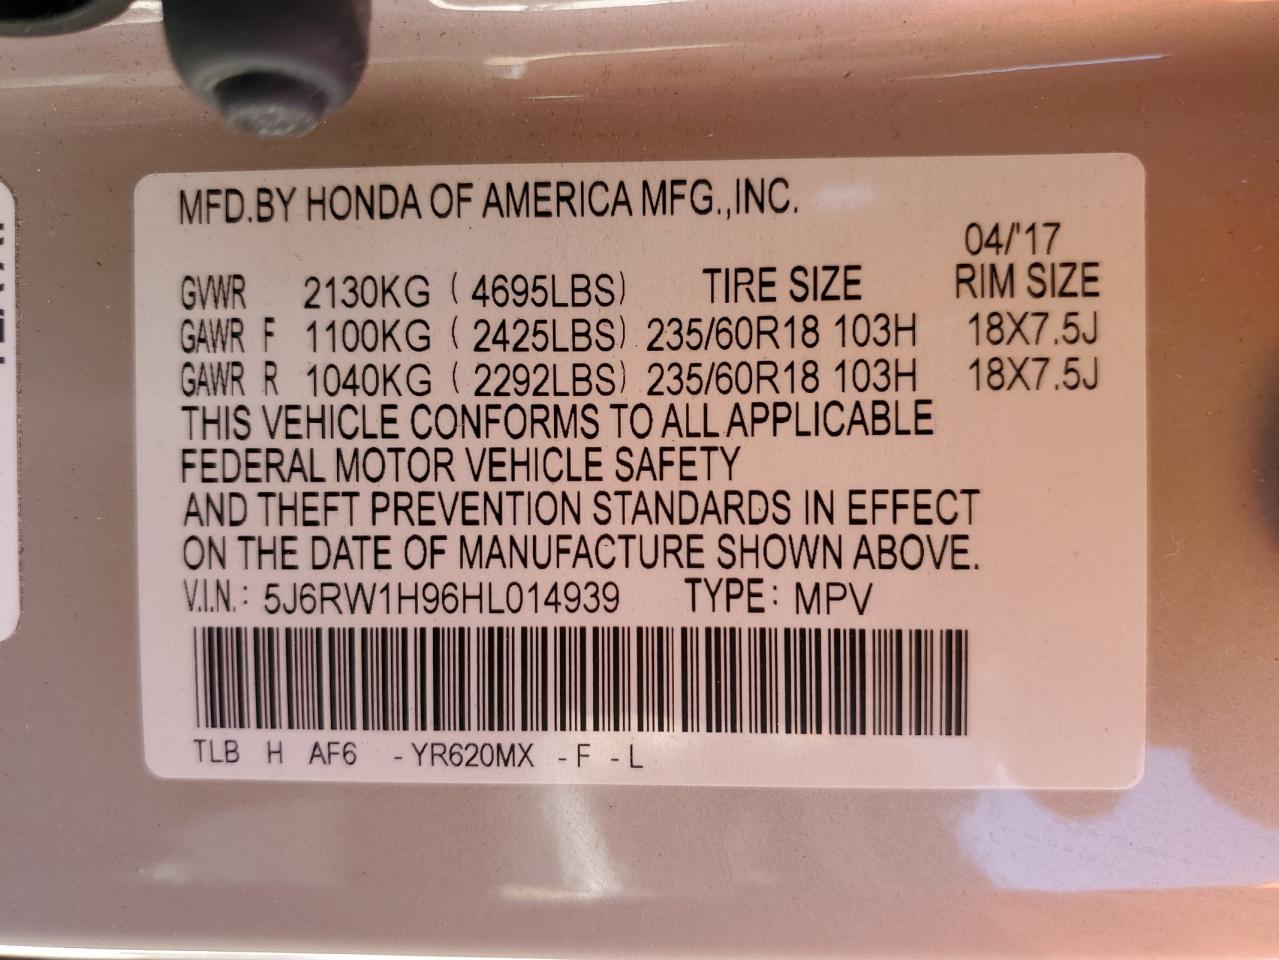 MFD.BY HONDA OF AMERICA MFG.,INC.
04/'17
GVWR 2130KG ( 4695LBS) TIRE SIZE RIM SIZE
GAWR F 1100KG ( 2425LBS) 235/60R18 103H 18X7.5J
GAWR R 1040KG ( 2292LBS) 235/60R18 103H 18X7.5J
THIS VEHICLE CONFORMS TO ALL APPLICABLE
FEDERAL MOTOR VEHICLE SAFETY
AND THEFT PREVENTION STANDARDS IN EFFECT
ON THE DATE OF MANUFACTURE SHOWN ABOVE.
V.I.N.: 5J6RW1H96HL014939 TYPE: MPV
TLB H AF6 -YR620MX -F -L